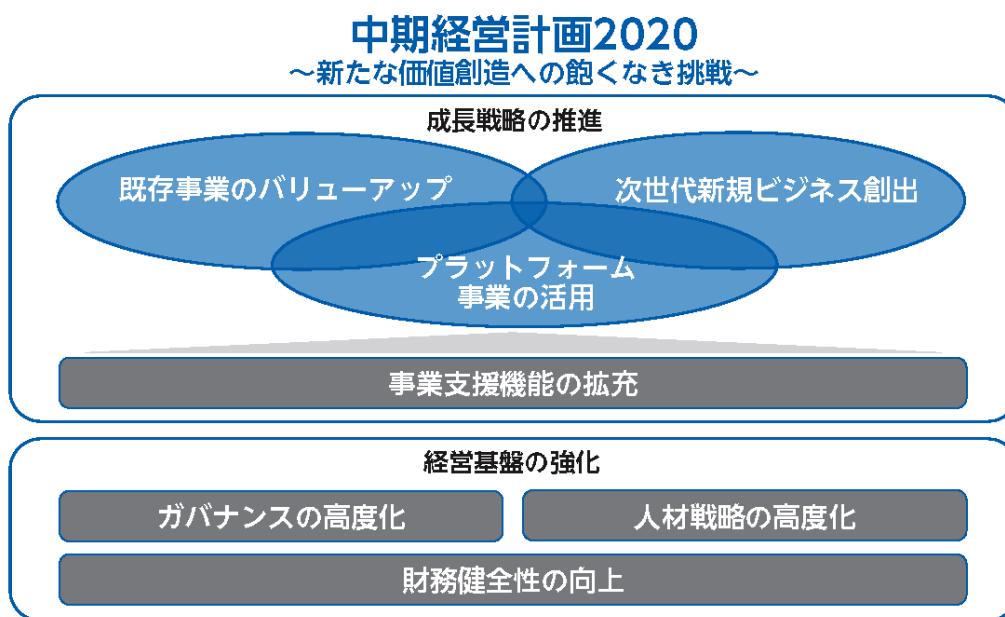 中期経営計画2020
～新たな価値創造への飽くなき挑戦～
成長戦略の推進
既存事業のバリューアップ
次世代新規ビジネス創出
プラットフォーム
事業の活用
事業支援機能の拡充
経営基盤の強化
ガバナンスの高度化
人材戦略の高度化
財務健全性の向上